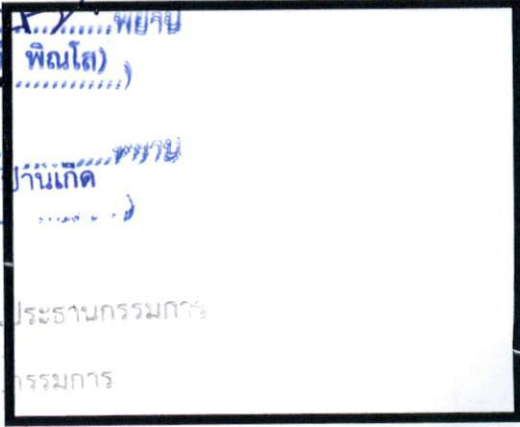 พยาน
พิณโส)
............)
.....พยาน
ปานเกิด
.........)
ประธานกรรมการ
กรรมการ